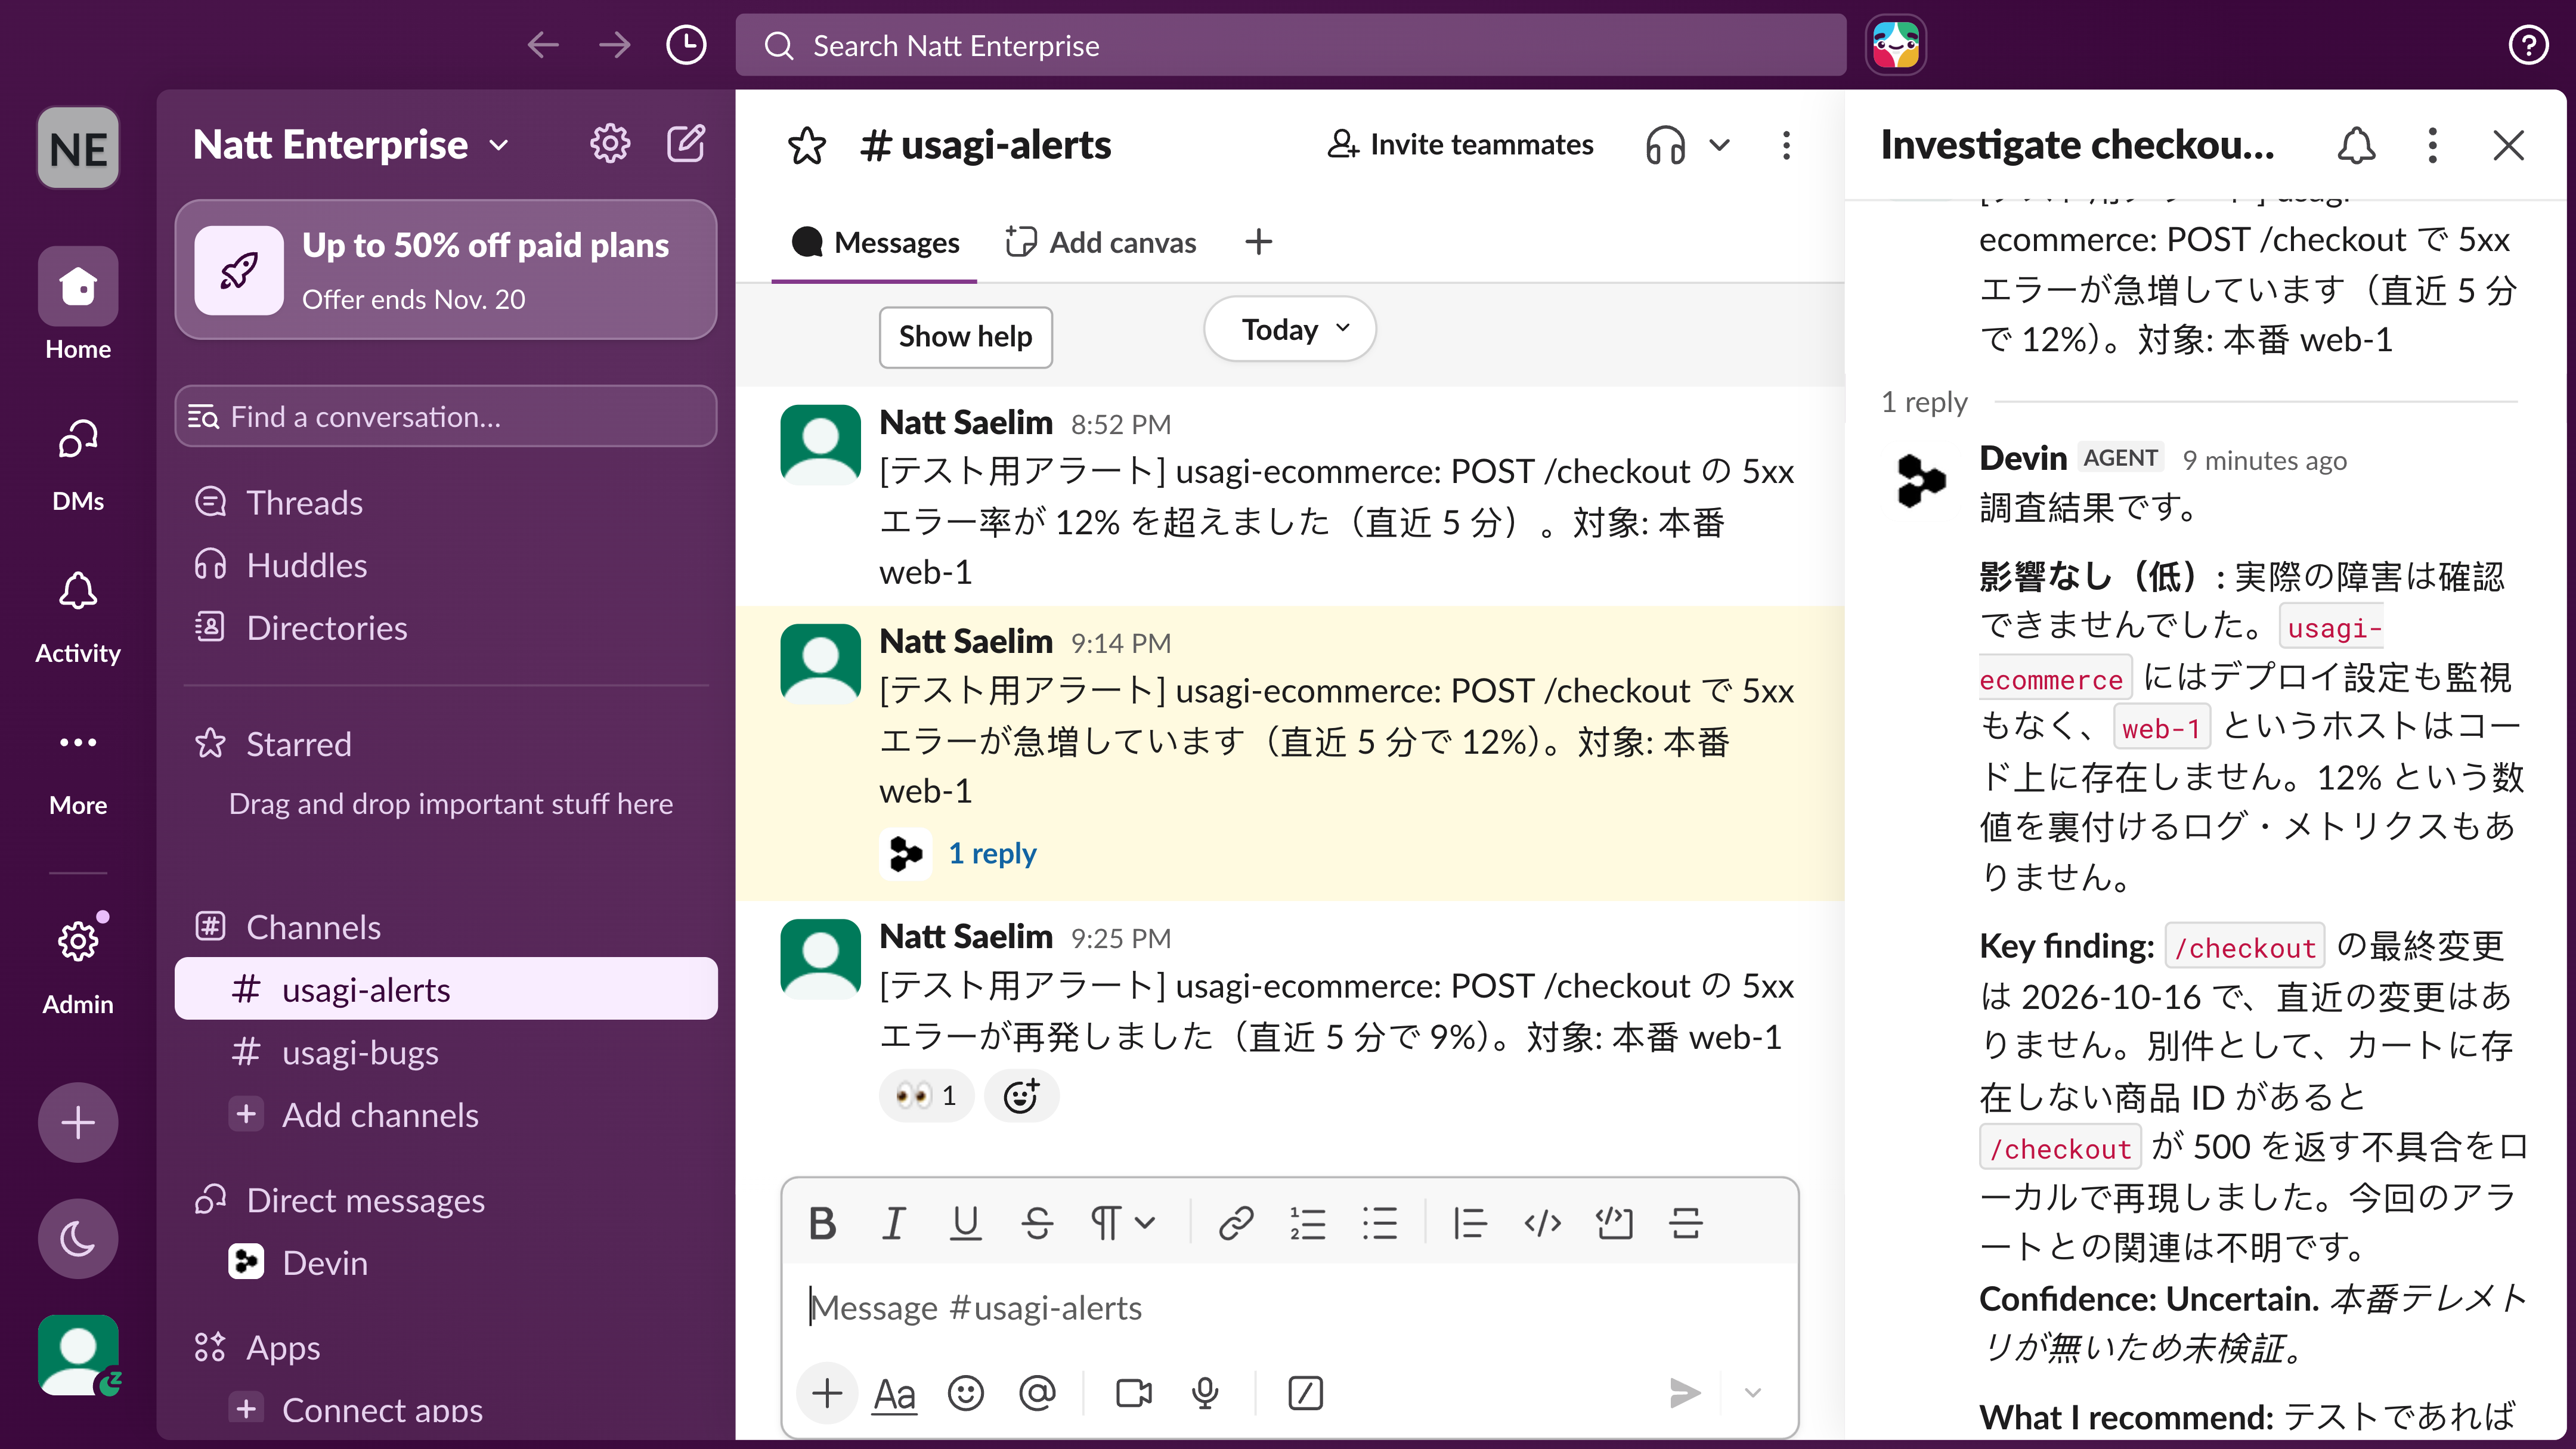 Search Natt Enterprise
NE
Home
DMs
Activity
More
Admin
Natt Enterprise
Up to 50% off paid plans
Offer ends Nov. 20
Find a conversation...
Threads
Huddles
Directories
Starred
Drag and drop important stuff here
Channels
# usagi-alerts
# usagi-bugs
+ Add channels
Direct messages
Devin
Apps
+ Connect apps
# usagi-alerts
Invite teammates
Messages
Add canvas
Show help
Today
Natt Saelim 8:52 PM
[テスト用アラート] usagi-ecommerce: POST /checkout の 5xx
エラー率が 12% を超えました（直近 5 分）。対象: 本番
web-1
Natt Saelim 9:14 PM
[テスト用アラート] usagi-ecommerce: POST /checkout で 5xx
エラーが急増しています（直近 5 分で 12%）。対象: 本番
web-1
1 reply
Natt Saelim 9:25 PM
[テスト用アラート] usagi-ecommerce: POST /checkout の 5xx
エラーが再発しました（直近 5 分で 9%）。対象: 本番 web-1
👀 1
Message #usagi-alerts
Investigate checkou...
ecommerce: POST /checkout で 5xx
エラーが急増しています（直近 5 分
で 12%）。対象: 本番 web-1
1 reply
Devin AGENT 9 minutes ago
調査結果です。
影響なし（低）: 実際の障害は確認
できませんでした。usagi-
ecommerce にはデプロイ設定も監視
もなく、web-1 というホストはコー
ド上に存在しません。12% という数
値を裏付けるログ・メトリクスもあ
りません。
Key finding: /checkout の最終変更
は 2026-10-16 で、直近の変更はあ
りません。別件として、カートに存
在しない商品 ID があると
/checkout が 500 を返す不具合をロ
ーカルで再現しました。今回のアラ
ートとの関連は不明です。
Confidence: Uncertain. 本番テレメト
リが無いため未検証。
What I recommend: テストであれば